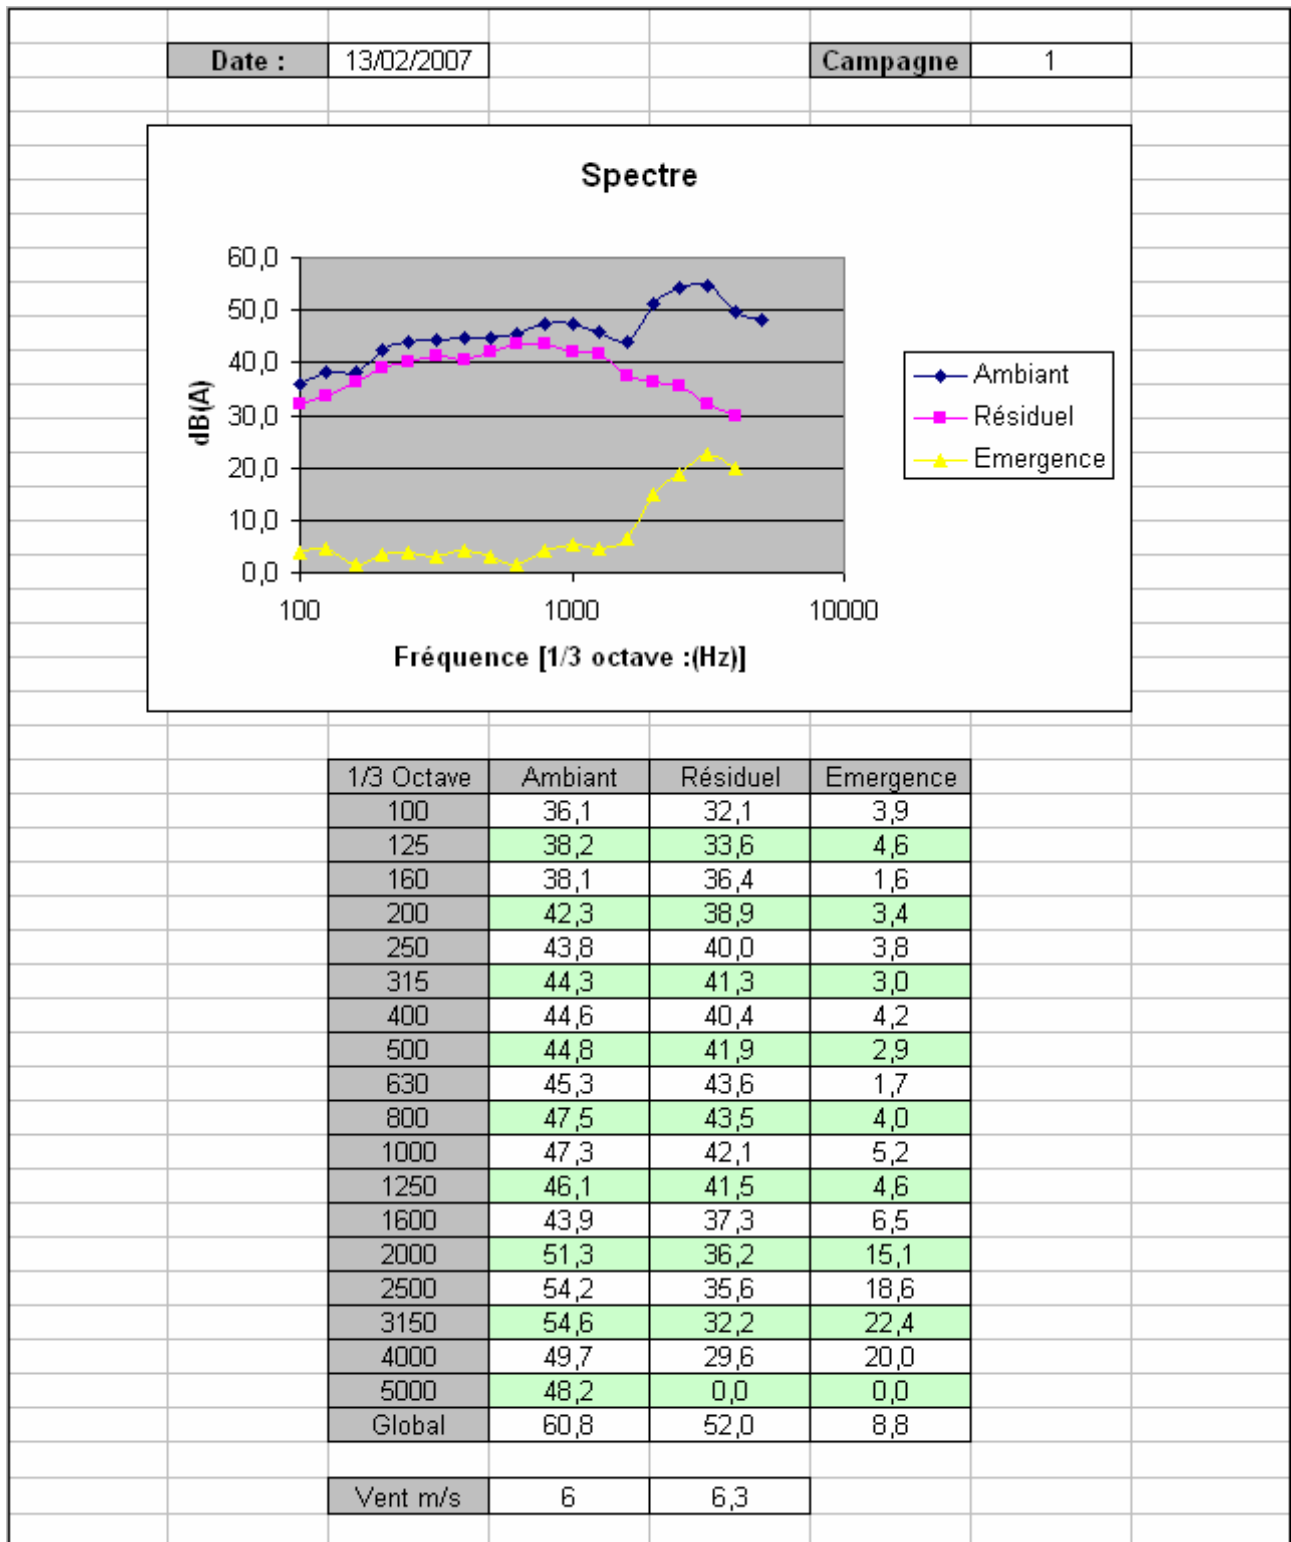 Date : 13/02/2007 Campagne 1
Spectre
60,0
50,0
40,0
30,0
20,0
10,0
0,0
dB(A)
100 1000 10000
Fréquence [1/3 octave :(Hz)]
Ambiant
Résiduel
Emergence
1/3 Octave Ambiant Résiduel Emergence
100 36,1 32,1 3,9
125 38,2 33,6 4,6
160 38,1 36,4 1,6
200 42,3 38,9 3,4
250 43,8 40,0 3,8
315 44,3 41,3 3,0
400 44,6 40,4 4,2
500 44,8 41,9 2,9
630 45,3 43,6 1,7
800 47,5 43,5 4,0
1000 47,3 42,1 5,2
1250 46,1 41,5 4,6
1600 43,9 37,3 6,5
2000 51,3 36,2 15,1
2500 54,2 35,6 18,6
3150 54,6 32,2 22,4
4000 49,7 29,6 20,0
5000 48,2 0,0 0,0
Global 60,8 52,0 8,8
Vent m/s 6 6,3